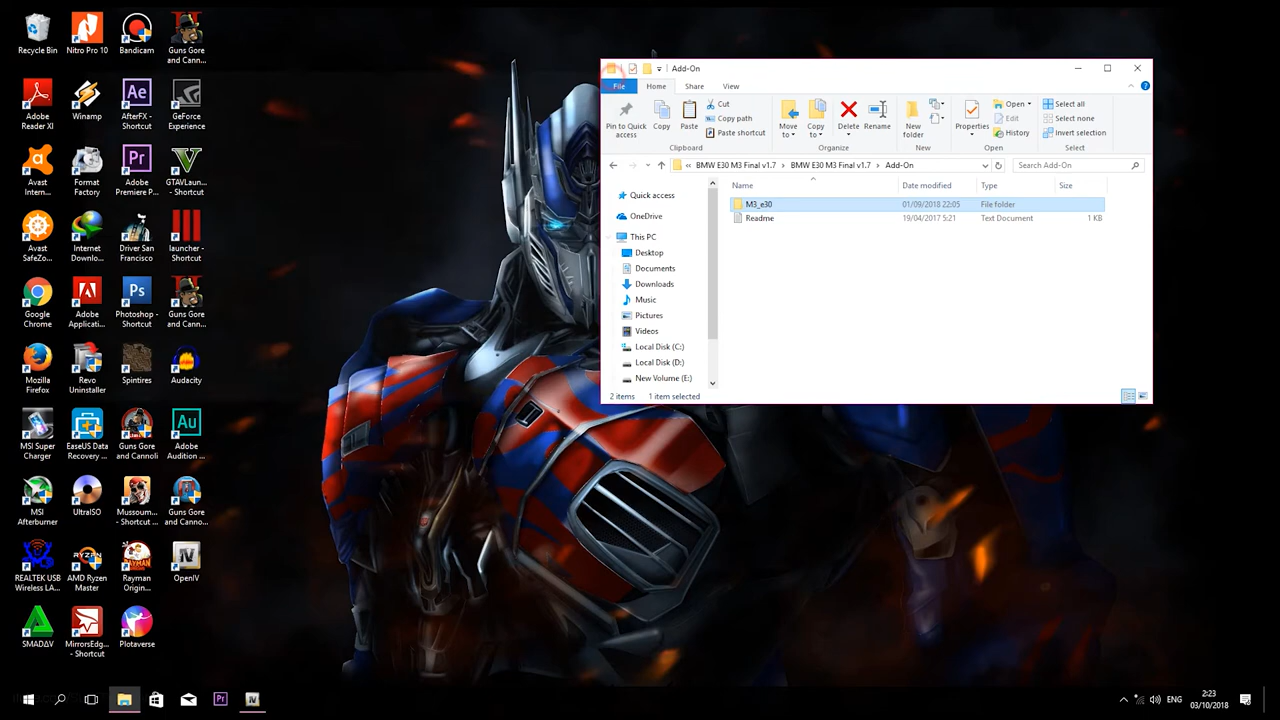 Recycle Bin
Nitro Pro 10
Bandicam
Guns Gore
and Cann...
Adobe
Reader XI
Winamp
AfterFX -
Shortcut
GeForce
Experience
Avast
Intern...
Format
Factory
Adobe
Premiere P...
GTAVLaun...
- Shortcut
Avast
SafeZo...
Internet
Downlo...
Driver San
Francisco
launcher -
Shortcut
Google
Chrome
Adobe
Applicati...
Photoshop -
Shortcut
Guns Gore
and Cann...
Mozilla
Firefox
Revo
Uninstaller
Spintires
Audacity
MSI Super
Charger
EaseUS Data
Recovery ...
Guns Gore
and Cannoli
Adobe
Audition ...
MSI
Afterburner
UltraISO
Mussoum...
- Shortcut ...
Guns Gore
and Canno...
REALTEK USB
Wireless LA...
AMD Ryzen
Master
Rayman
Origin...
OpenIV
SMADΔV
MirrorsEdg...
- Shortcut
Plotaverse
Add-On
File
Home
Share
View
Pin to Quick
access
Copy
Paste
Cut
Copy path
Paste shortcut
Clipboard
Move
to
Copy
to
Delete
Rename
Organize
New
folder
New
Properties
Open
Edit
History
Open
Select all
Select none
Invert selection
Select
« BMW E30 M3 Final v1.7 > BMW E30 M3 Final v1.7 > Add-On
Search Add-On
Name
Date modified
Type
Size
M3_e30
01/09/2018 22:05
File folder
Readme
19/04/2017 5:21
Text Document
1 KB
Quick access
OneDrive
This PC
Desktop
Documents
Downloads
Music
Pictures
Videos
Local Disk (C:)
Local Disk (D:)
New Volume (E:)
2 items
1 item selected
Pr
IV
ENG
2:23
03/10/2018